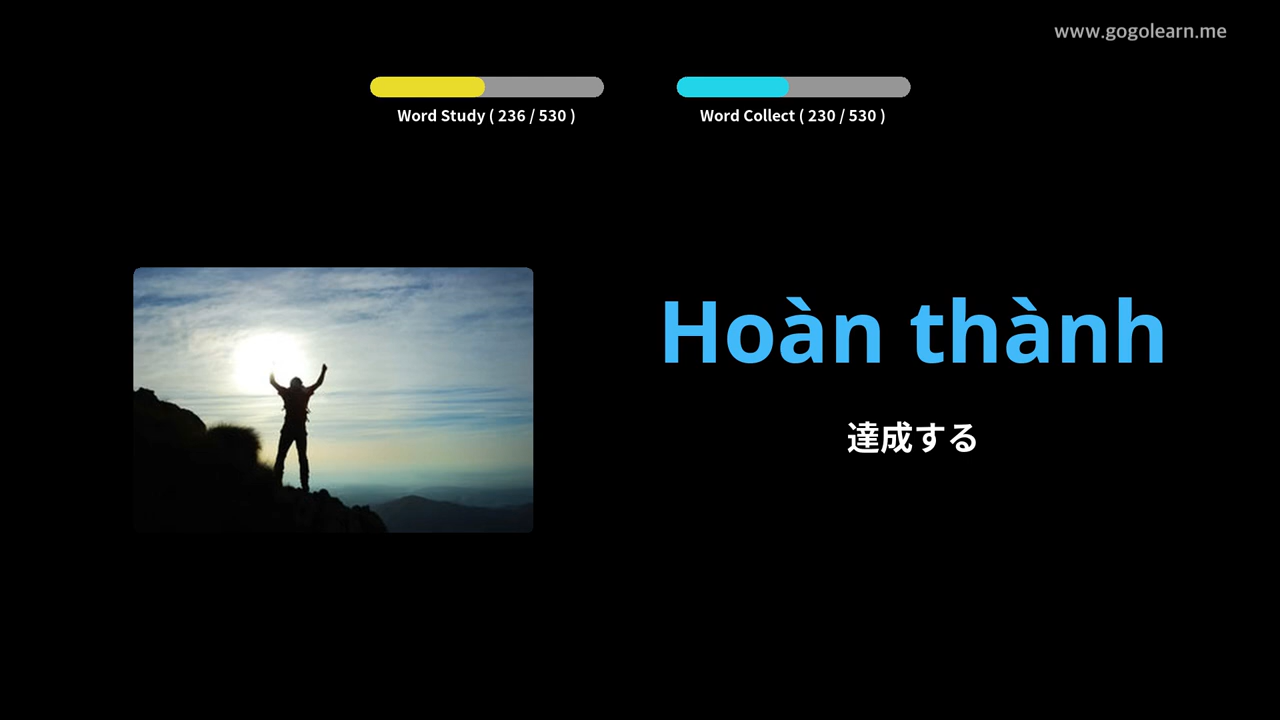 www.gogolearn.me
Word Study ( 236 / 530 )
Word Collect ( 230 / 530 )
Hoàn thành
達成する